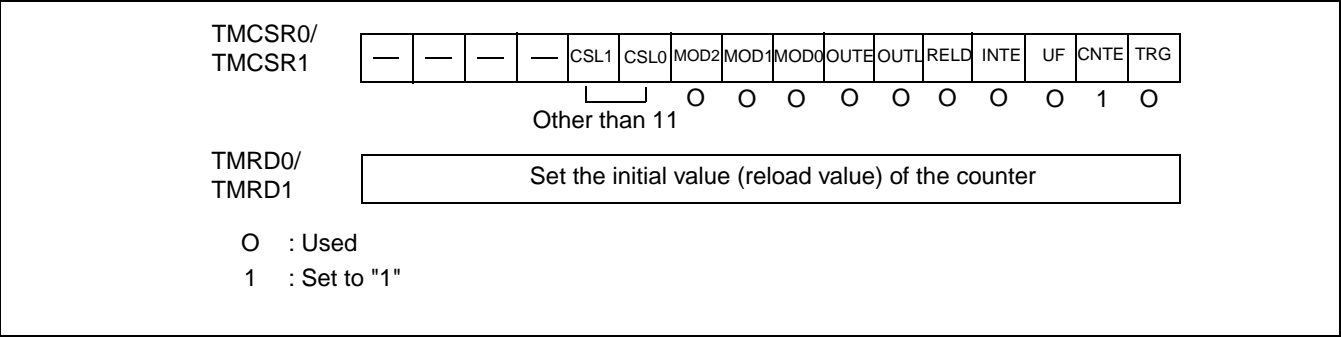 TMCSR0/
TMCSR1
— — — — CSL1 CSL0 MOD2 MOD1 MOD0 OUTE OUTL RELD INTE UF CNTE TRG
O O O O O O O O 1 O
Other than 11
TMRD0/
TMRD1
Set the initial value (reload value) of the counter
O : Used
1 : Set to "1"